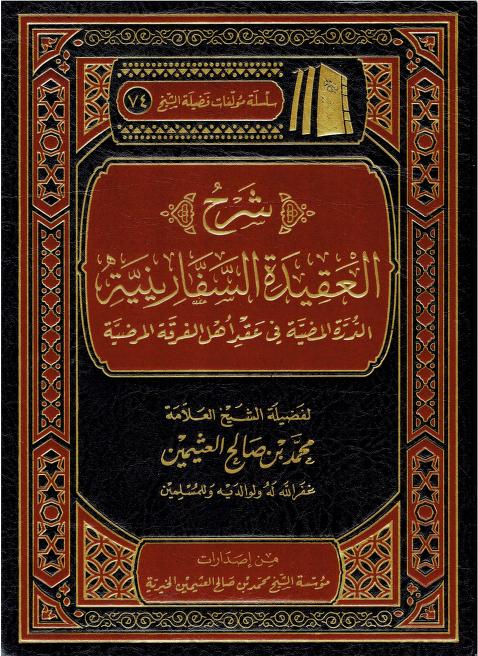 سلسلة مؤلفات فضيلة الشيخ ٧٤
شرح
العقيدة السفارينية
الدرة المضية في عقد أهل الفرقة المرضية
لفضيلة الشيخ العلامة
محمد بن صالح العثيمين
غفر الله له ولوالديه وللمسلمين
من إصدارات
مؤسسة الشيخ محمد بن صالح العثيمين الخيرية